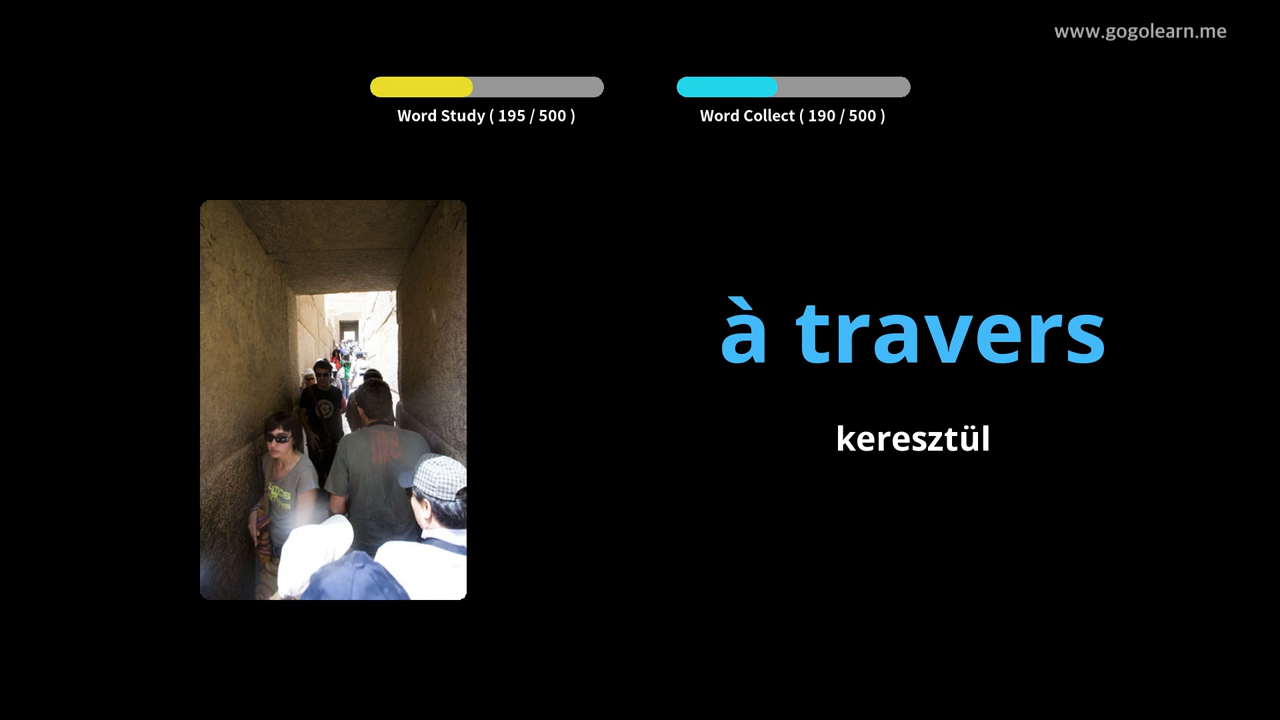 www.gogolearn.me
Word Study ( 195 / 500 )
Word Collect ( 190 / 500 )
à travers
keresztül